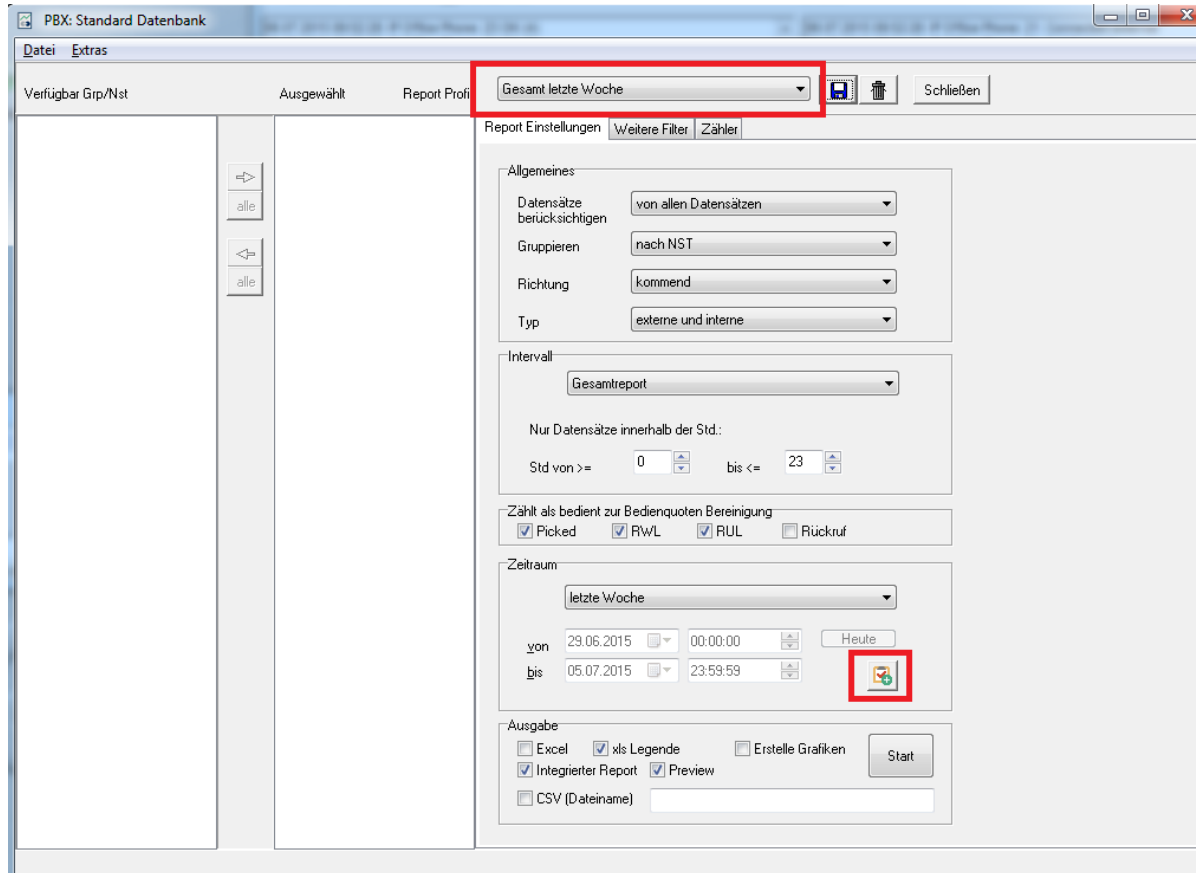 PBX: Standard Datenbank
Datei Extras
Verfügbar Grp/Nst Ausgewählt Report Profi Gesamt letzte Woche Schließen
Report Einstellungen Weitere Filter Zähler
Allgemeines
Datensätze berücksichtigen von allen Datensätzen
Gruppieren nach NST
Richtung kommend
Typ externe und interne
alle
alle
Intervall
Gesamtreport
Nur Datensätze innerhalb der Std.:
Std von >= 0 bis <= 23
Zählt als bedient zur Bedienquoten Bereinigung
Picked RWL RUL Rückruf
Zeitraum
letzte Woche
von 29.06.2015 00:00:00 Heute
bis 05.07.2015 23:59:59
Ausgabe
Excel xls Legende Erstelle Grafiken Start
Integrierter Report Preview
CSV (Dateiname)